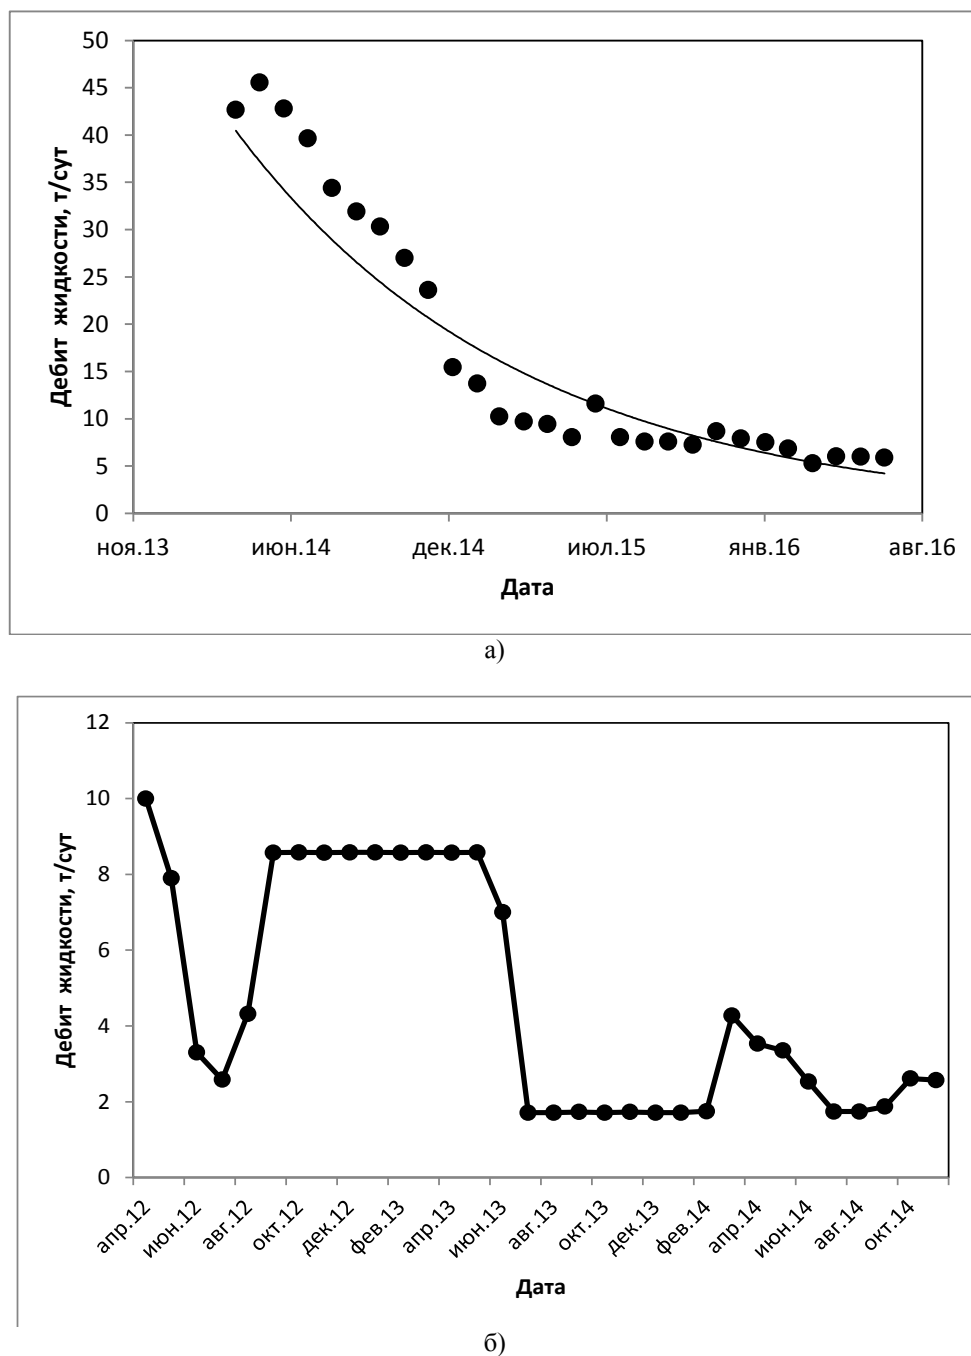 50
45
40
35
30
25
20
15
10
5
0
Дебит жидкости, т/сут
ноя.13 июн.14 дек.14 июл.15 янв.16 авг.16
Дата
а)
12
10
8
6
4
2
0
Дебит жидкости, т/сут
апр.12 июн.12 авг.12 окт.12 дек.12 фев.13 апр.13 июн.13 авг.13 окт.13 дек.13 фев.14 апр.14 июн.14 авг.14 окт.14
Дата
б)